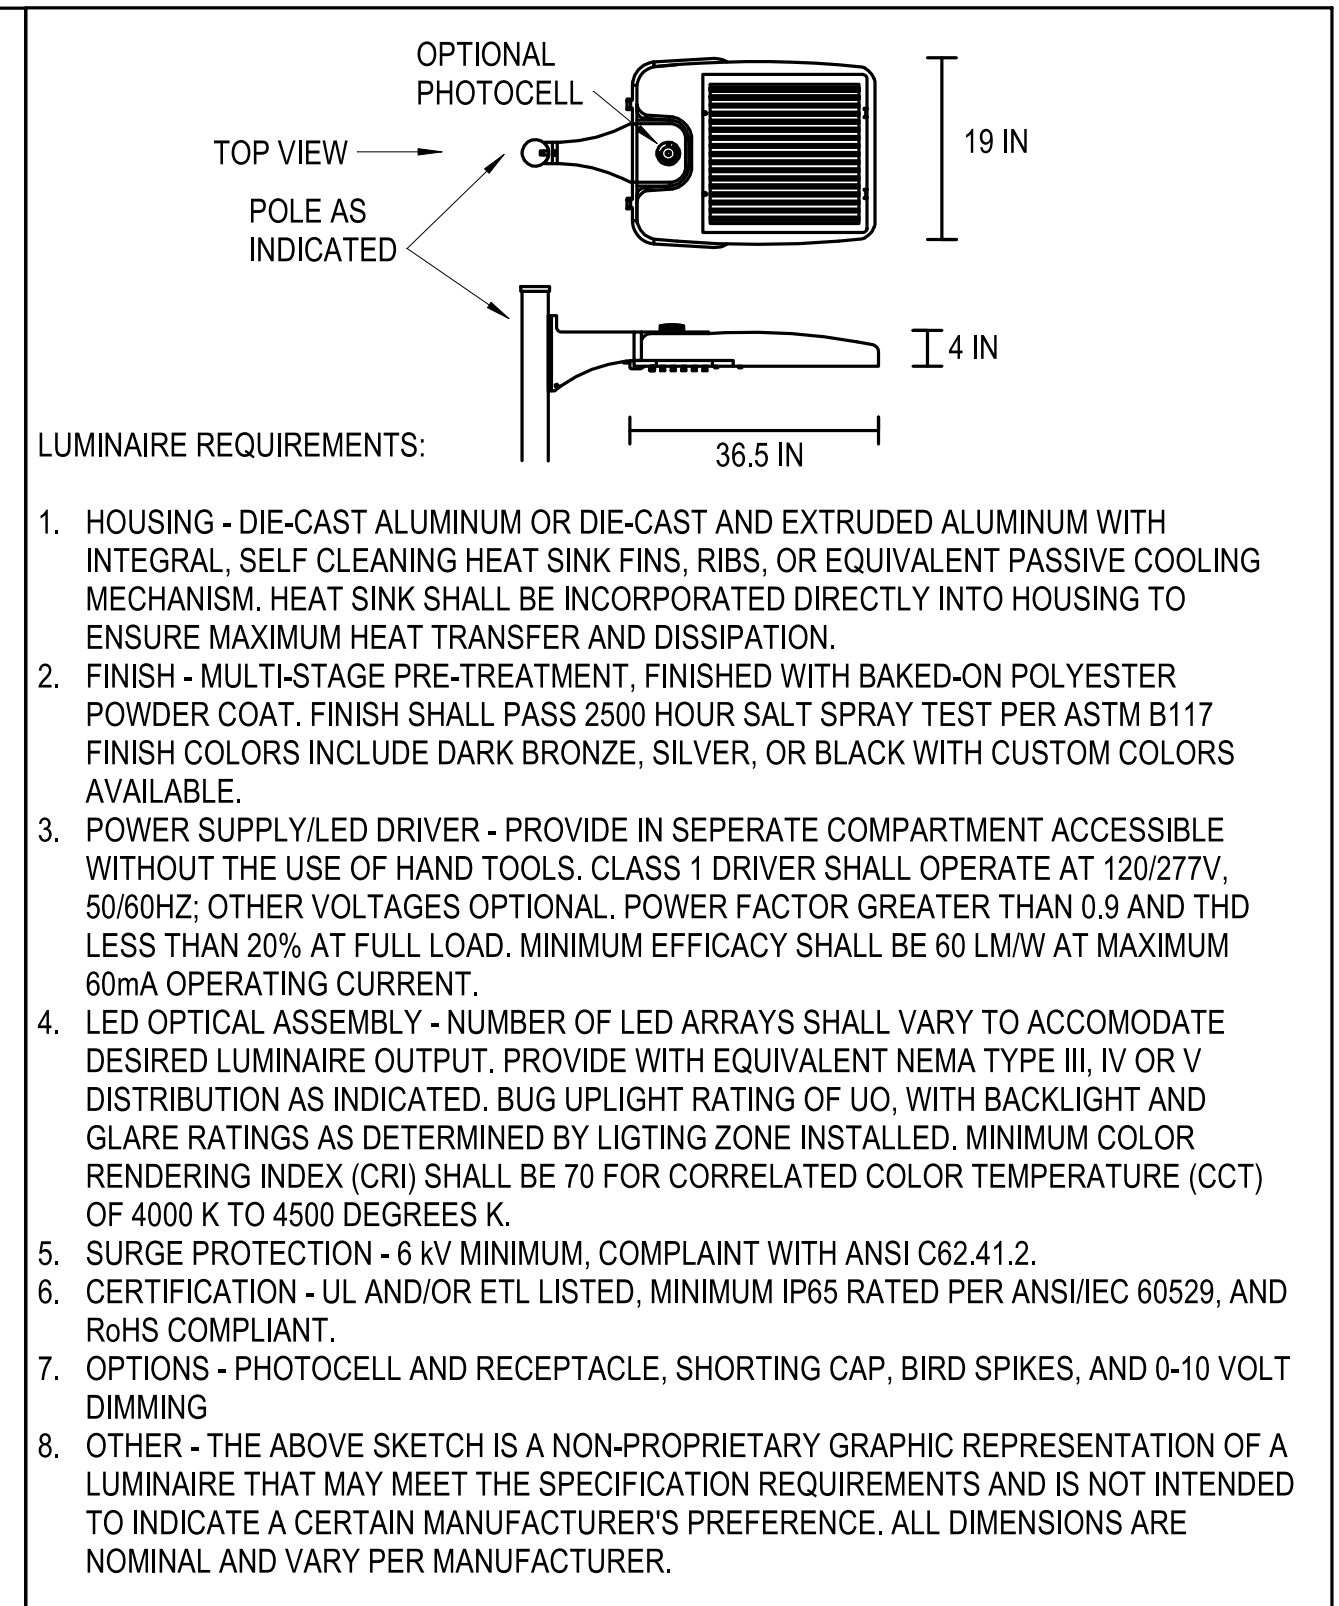 OPTIONAL
PHOTOCELL
TOP VIEW
19 IN
POLE AS
INDICATED
4 IN
36.5 IN
LUMINAIRE REQUIREMENTS:
1. HOUSING - DIE-CAST ALUMINUM OR DIE-CAST AND EXTRUDED ALUMINUM WITH
INTEGRAL, SELF CLEANING HEAT SINK FINS, RIBS, OR EQUIVALENT PASSIVE COOLING
MECHANISM. HEAT SINK SHALL BE INCORPORATED DIRECTLY INTO HOUSING TO
ENSURE MAXIMUM HEAT TRANSFER AND DISSIPATION.
2. FINISH - MULTI-STAGE PRE-TREATMENT, FINISHED WITH BAKED-ON POLYESTER
POWDER COAT. FINISH SHALL PASS 2500 HOUR SALT SPRAY TEST PER ASTM B117
FINISH COLORS INCLUDE DARK BRONZE, SILVER, OR BLACK WITH CUSTOM COLORS
AVAILABLE.
3. POWER SUPPLY/LED DRIVER - PROVIDE IN SEPERATE COMPARTMENT ACCESSIBLE
WITHOUT THE USE OF HAND TOOLS. CLASS 1 DRIVER SHALL OPERATE AT 120/277V,
50/60HZ; OTHER VOLTAGES OPTIONAL. POWER FACTOR GREATER THAN 0.9 AND THD
LESS THAN 20% AT FULL LOAD. MINIMUM EFFICACY SHALL BE 60 LM/W AT MAXIMUM
60mA OPERATING CURRENT.
4. LED OPTICAL ASSEMBLY - NUMBER OF LED ARRAYS SHALL VARY TO ACCOMODATE
DESIRED LUMINAIRE OUTPUT. PROVIDE WITH EQUIVALENT NEMA TYPE III, IV OR V
DISTRIBUTION AS INDICATED. BUG UPLIGHT RATING OF UO, WITH BACKLIGHT AND
GLARE RATINGS AS DETERMINED BY LIGTING ZONE INSTALLED. MINIMUM COLOR
RENDERING INDEX (CRI) SHALL BE 70 FOR CORRELATED COLOR TEMPERATURE (CCT)
OF 4000 K TO 4500 DEGREES K.
5. SURGE PROTECTION - 6 kV MINIMUM, COMPLAINT WITH ANSI C62.41.2.
6. CERTIFICATION - UL AND/OR ETL LISTED, MINIMUM IP65 RATED PER ANSI/IEC 60529, AND
RoHS COMPLIANT.
7. OPTIONS - PHOTOCELL AND RECEPTACLE, SHORTING CAP, BIRD SPIKES, AND 0-10 VOLT
DIMMING
8. OTHER - THE ABOVE SKETCH IS A NON-PROPRIETARY GRAPHIC REPRESENTATION OF A
LUMINAIRE THAT MAY MEET THE SPECIFICATION REQUIREMENTS AND IS NOT INTENDED
TO INDICATE A CERTAIN MANUFACTURER'S PREFERENCE. ALL DIMENSIONS ARE
NOMINAL AND VARY PER MANUFACTURER.